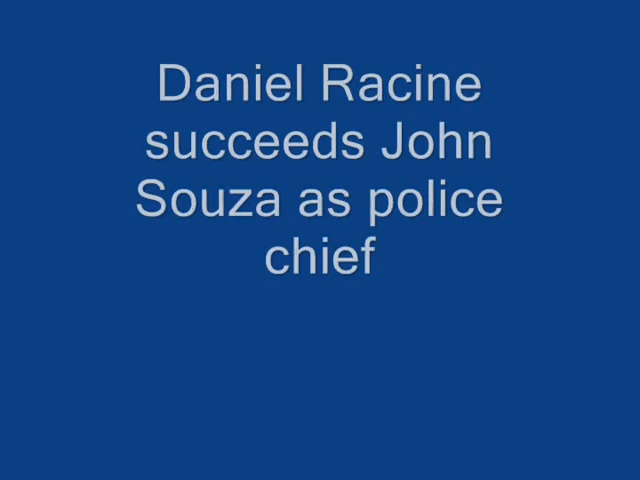 Daniel Racine
succeeds John
Souza as police
chief